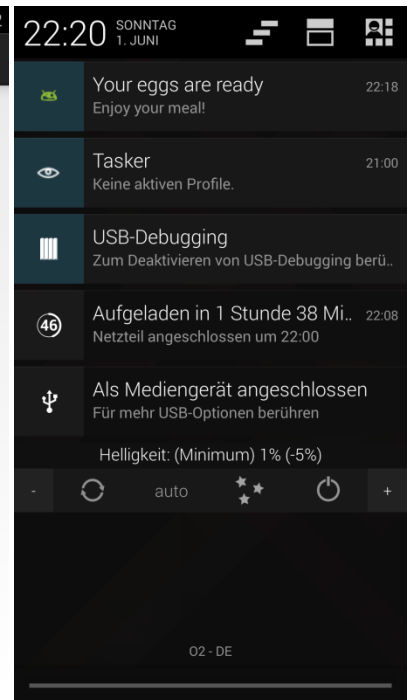 22:20 SONNTAG
1. JUNI
Your eggs are ready 22:18
Enjoy your meal!
Tasker 21:00
Keine aktiven Profile.
USB-Debugging
Zum Deaktivieren von USB-Debugging berü..
46 Aufgeladen in 1 Stunde 38 Mi.. 22:08
Netzteil angeschlossen um 22:00
Als Mediengerät angeschlossen
Für mehr USB-Optionen berühren
Helligkeit: (Minimum) 1% (-5%)
- auto +
O2 - DE